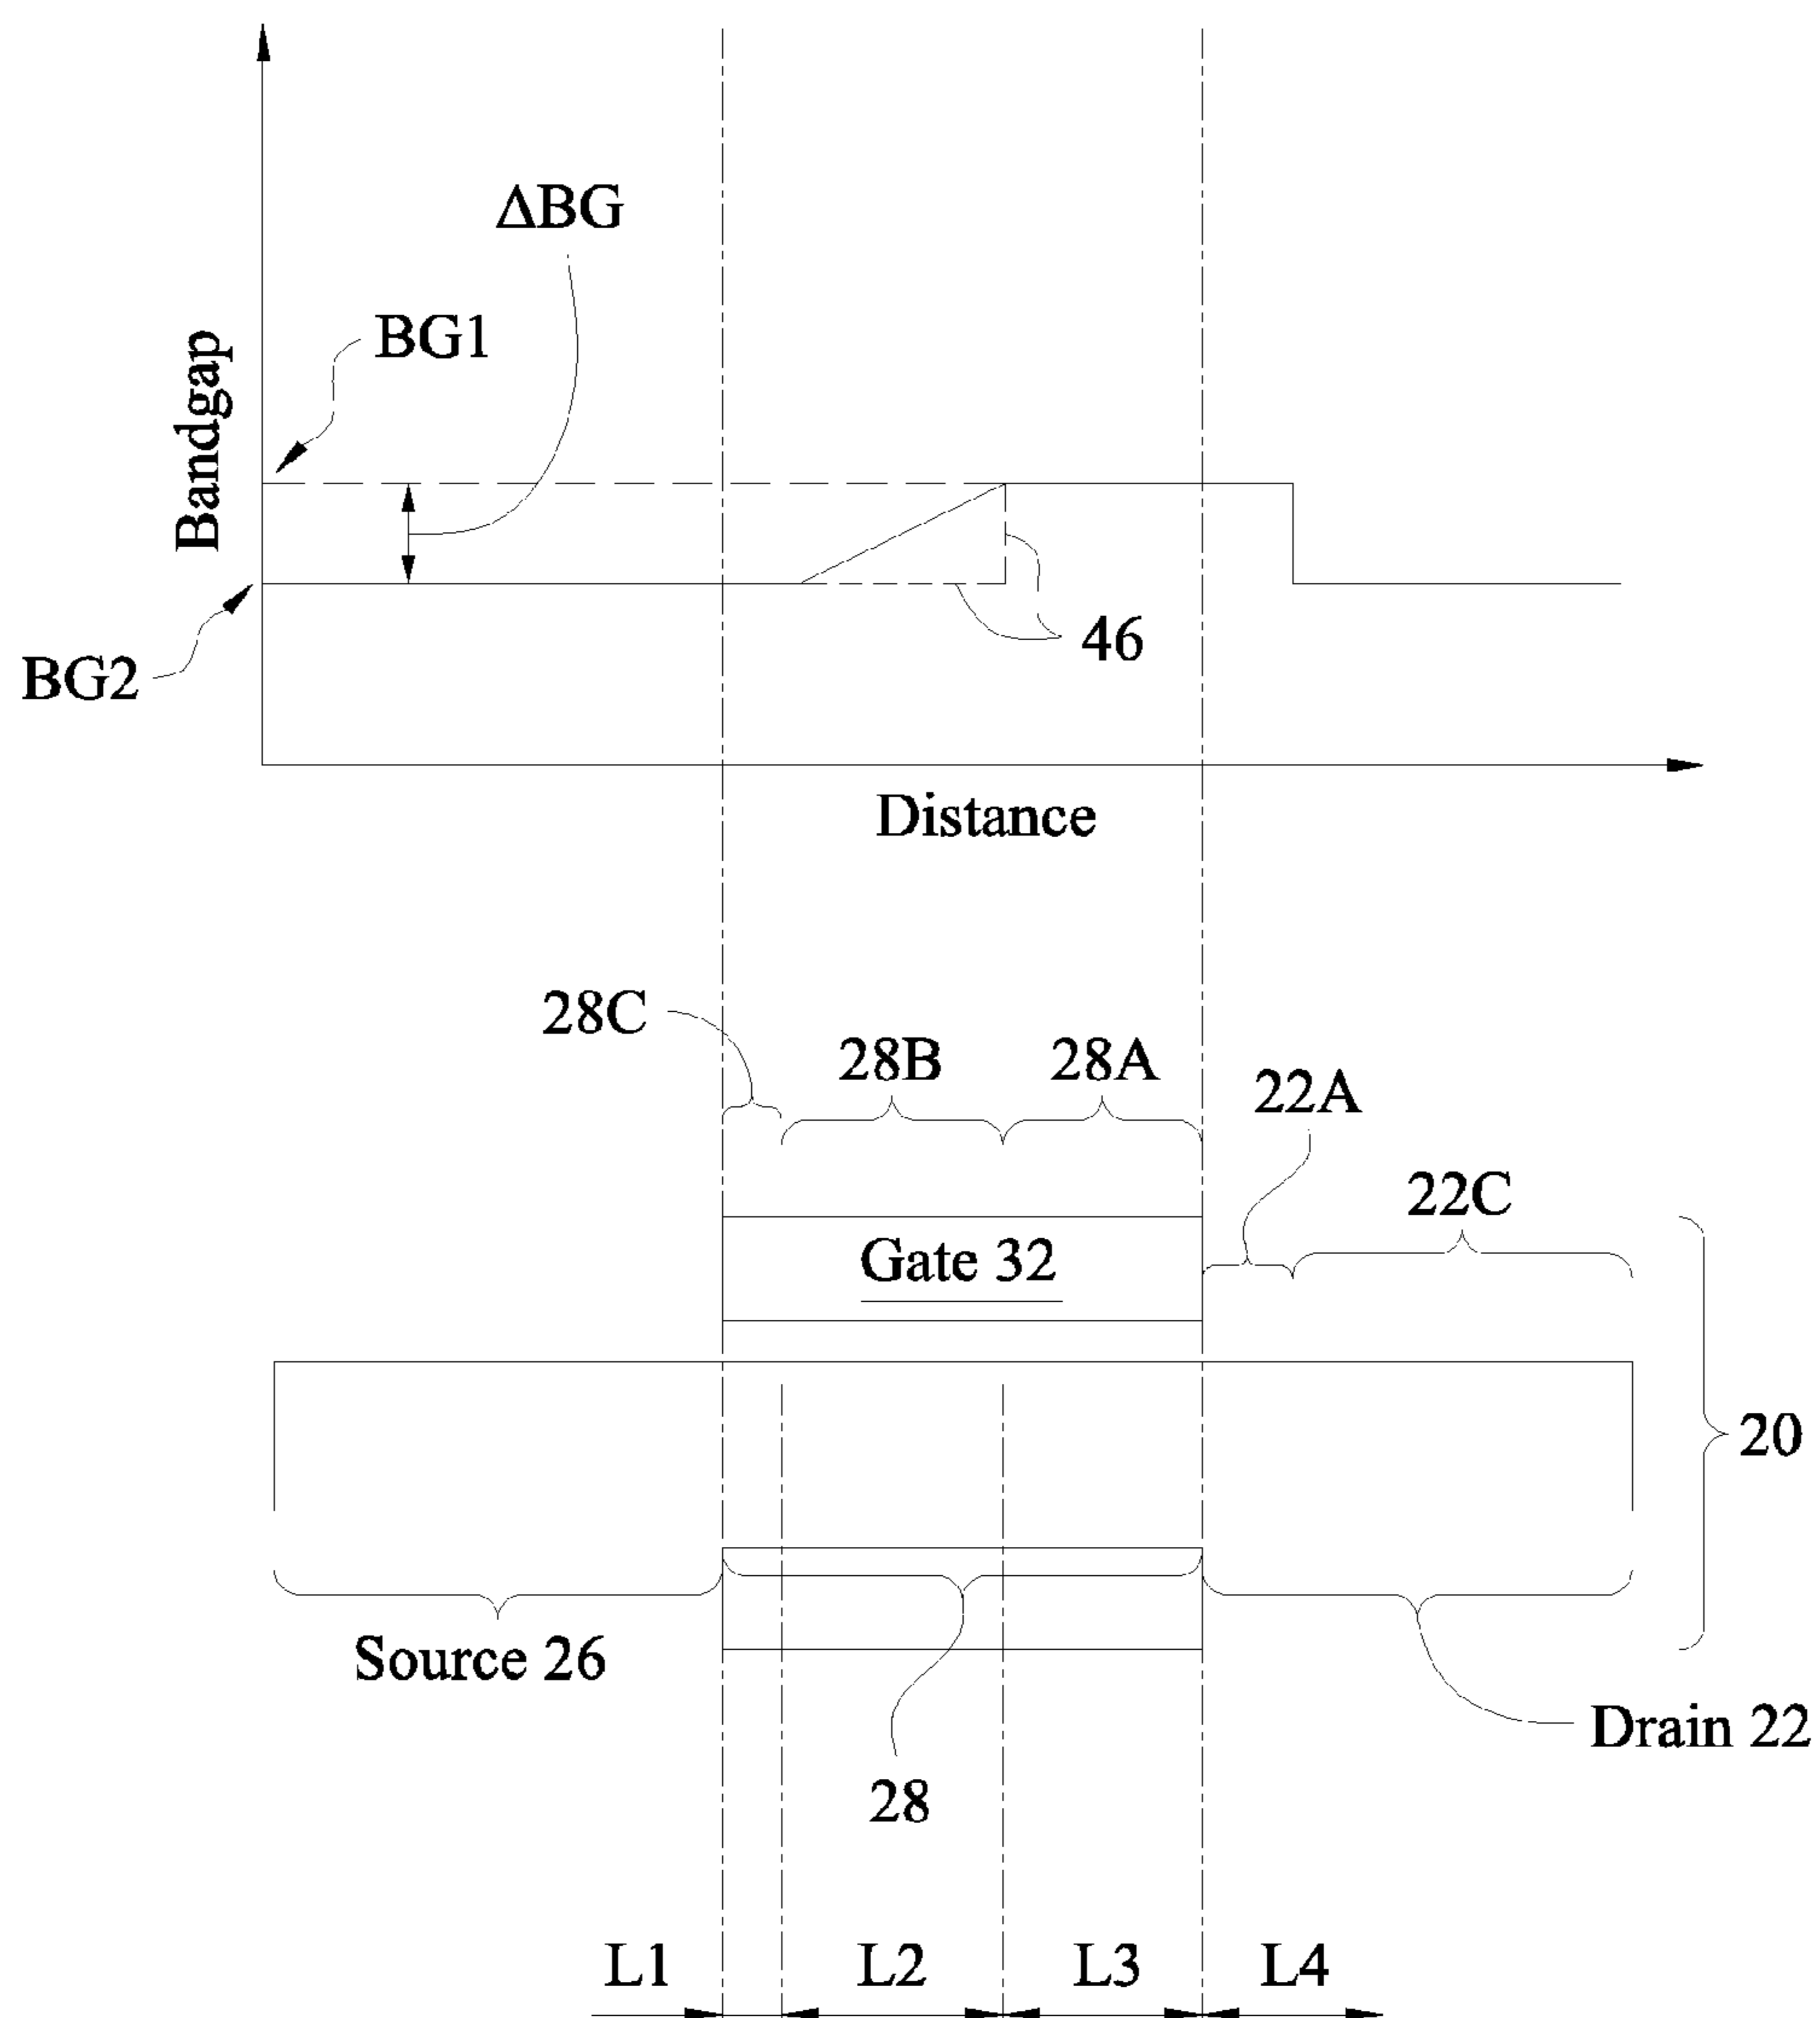 ΔBG
BG1
Bandgap
46
BG2
Distance
28C
28B
28A
22A
22C
Gate 32
20
Source 26
Drain 22
28
L1
L2
L3
L4